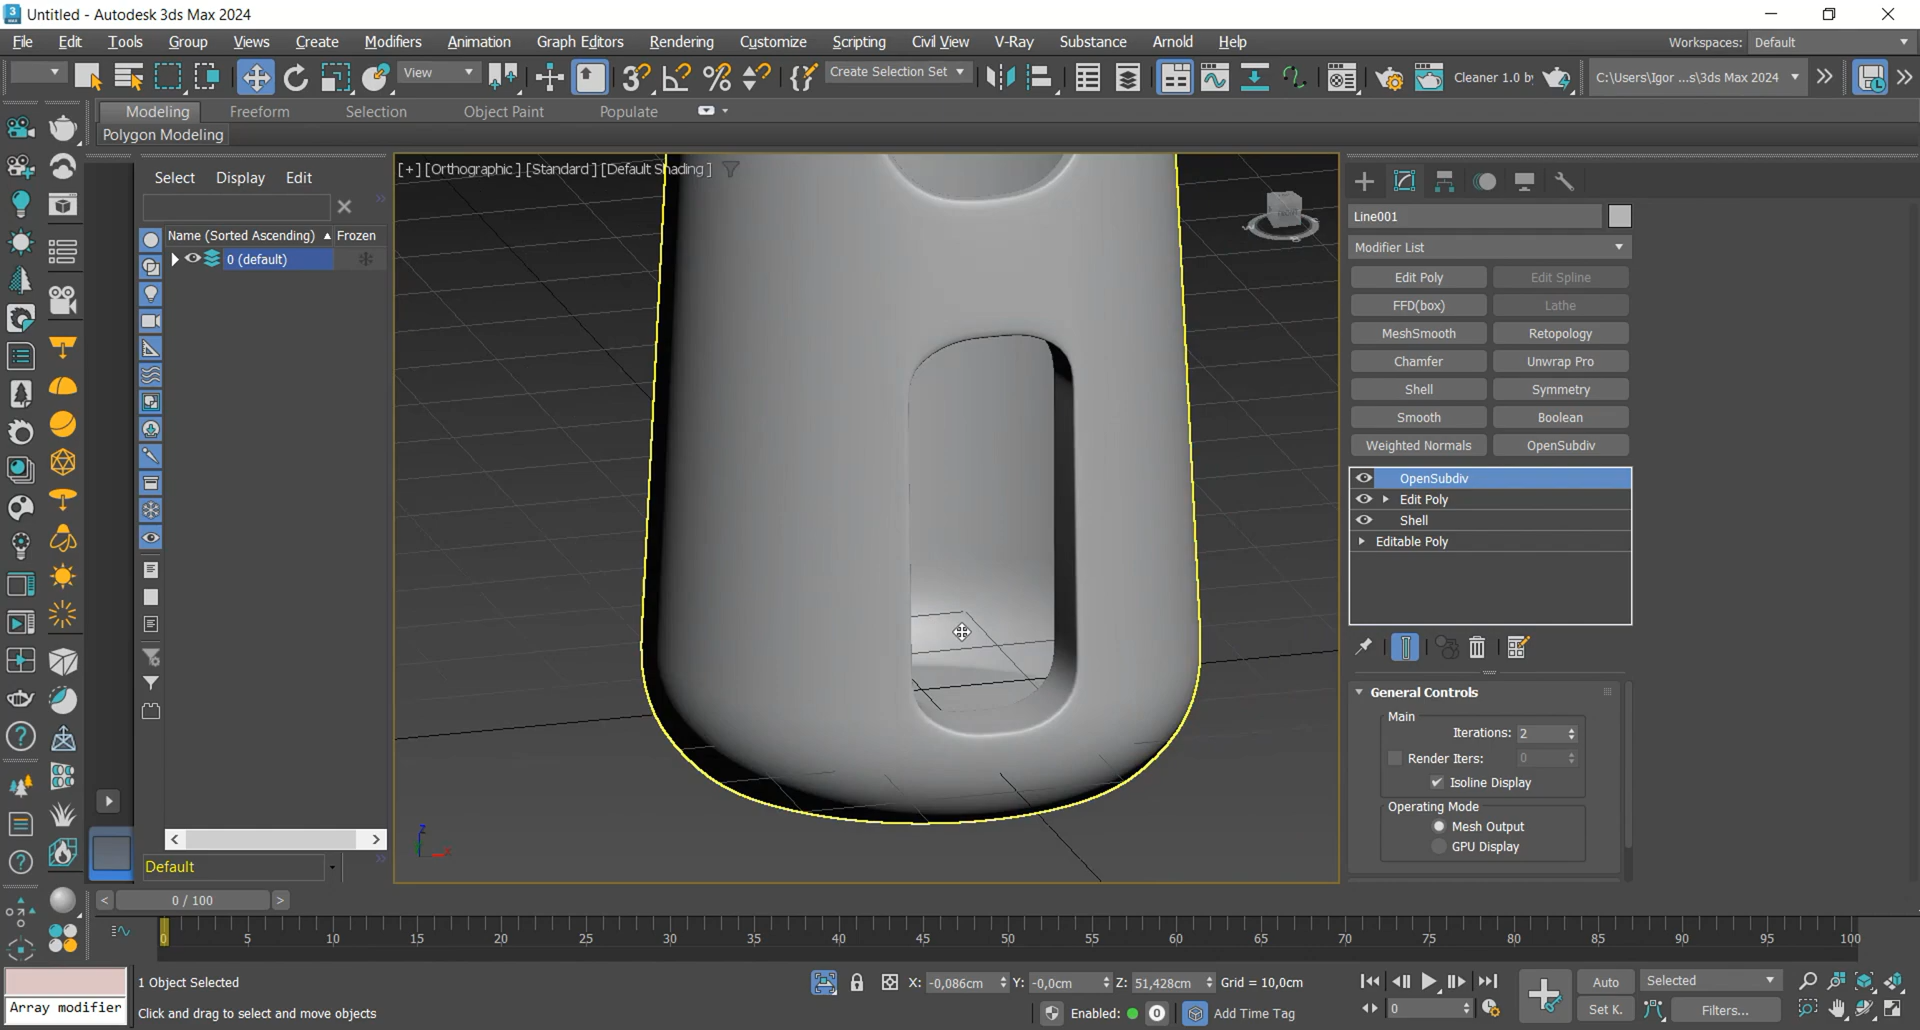 Untitled - Autodesk 3ds Max 2024
File Edit Tools Group Views Create Modifiers Animation Graph Editors Rendering Customize Scripting Civil View V-Ray Substance Arnold Help Workspaces: Default
View Create Selection Set Cleaner 1.0 by C:\Users\Igor ...s\3ds Max 2024
Modeling Freeform Selection Object Paint Populate
Polygon Modeling
Select Display Edit
Name (Sorted Ascending) Frozen
0 (default)
Default
[+] [Orthographic ] [Standard ] [Default Shading ]
Line001
Modifier List
Edit Poly Edit Spline
FFD(box) Lathe
MeshSmooth Retopology
Chamfer Unwrap Pro
Shell Symmetry
Smooth Boolean
Weighted Normals OpenSubdiv
OpenSubdiv
Edit Poly
Shell
Editable Poly
General Controls
Main
Iterations: 2
Render Iters: 0
Isoline Display
Operating Mode
Mesh Output
GPU Display
z
x
< 0 / 100 >
0 5 10 15 20 25 30 35 40 45 50 55 60 65 70 75 80 85 90 95 100
1 Object Selected X: -0,086cm Y: -0,0cm Z: 51,428cm Grid = 10,0cm Auto Selected
Array modifier Click and drag to select and move objects Enabled: 0 Add Time Tag 0 Set K. Filters...